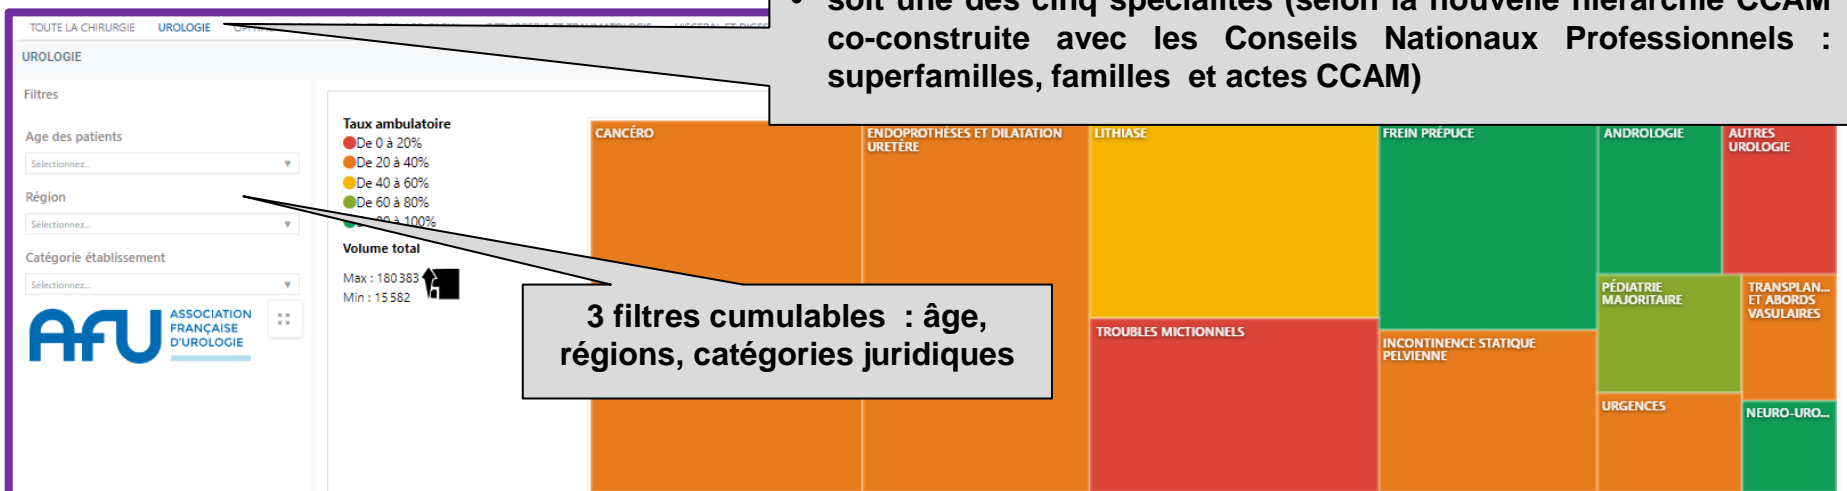 • soit une des cinq spécialités (selon la nouvelle hiérarchie CCAM
co-construite avec les Conseils Nationaux Professionnels :
superfamilles, familles et actes CCAM)
TOUTE LA CHIRURGIE UROLOGIE
UROLOGIE
Filtres
Age des patients
Sélectionnez...
Région
Sélectionnez...
Catégorie établissement
Sélectionnez...
AFU ASSOCIATION
FRANÇAISE
D'UROLOGIE
Taux ambulatoire
De 0 à 20%
De 20 à 40%
De 40 à 60%
De 60 à 80%
à 100%
Volume total
Max : 180 383
Min : 15 582
3 filtres cumulables : âge,
régions, catégories juridiques
CANCÉRO
ENDOPROTHÈSES ET DILATATION
URETÈRE
LITHIASE
TROUBLES MICTIONNELS
FREIN PRÉPUCE
INCONTINENCE STATIQUE
PELVIENNE
ANDROLOGIE
AUTRES
UROLOGIE
PÉDIATRIE
MAJORITAIRE
TRANSPLAN...
ET ABORDS
VASULAIRES
URGENCES
NEURO-URO...